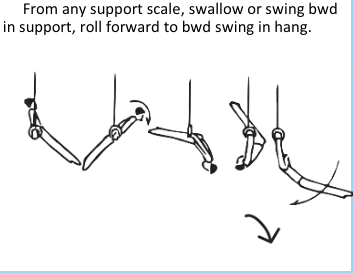 From any support scale, swallow or swing bwd
in support, roll forward to bwd swing in hang.